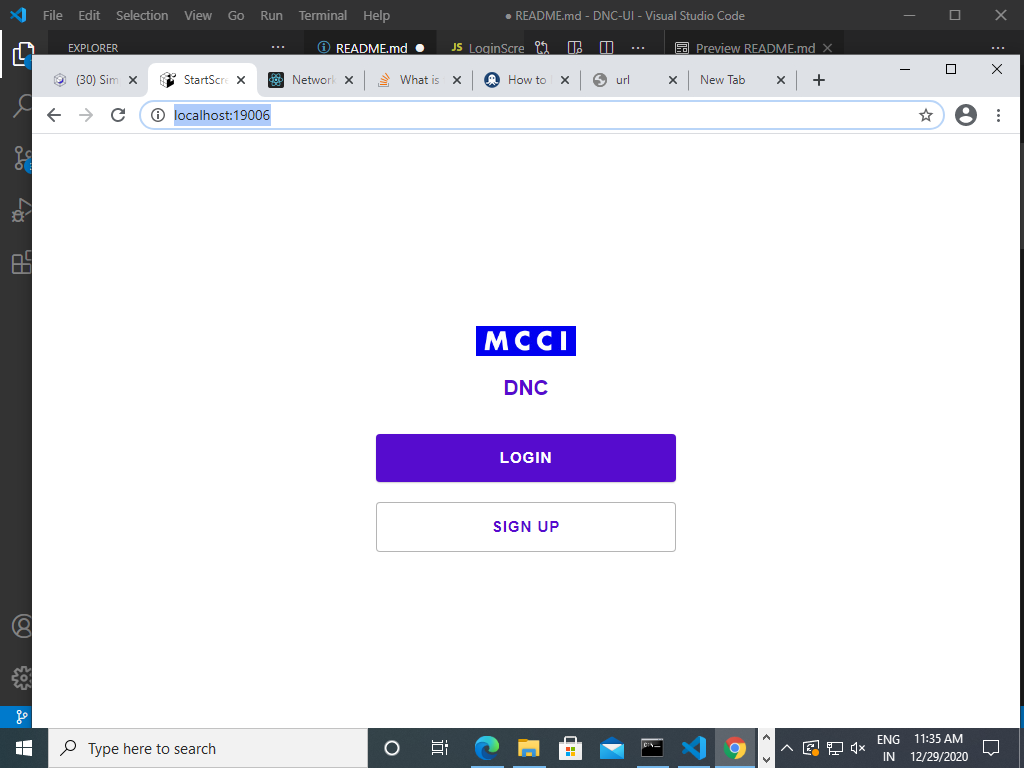 File Edit Selection View Go Run Terminal Help ● README.md - DNC-UI - Visual Studio Code
EXPLORER README.md JS LoginScre Preview README.md
(30) Sim StartScre Network What is How to url New Tab
localhost:19006
MCCI
DNC
LOGIN
SIGN UP
Type here to search
ENG
IN
11:35 AM
12/29/2020